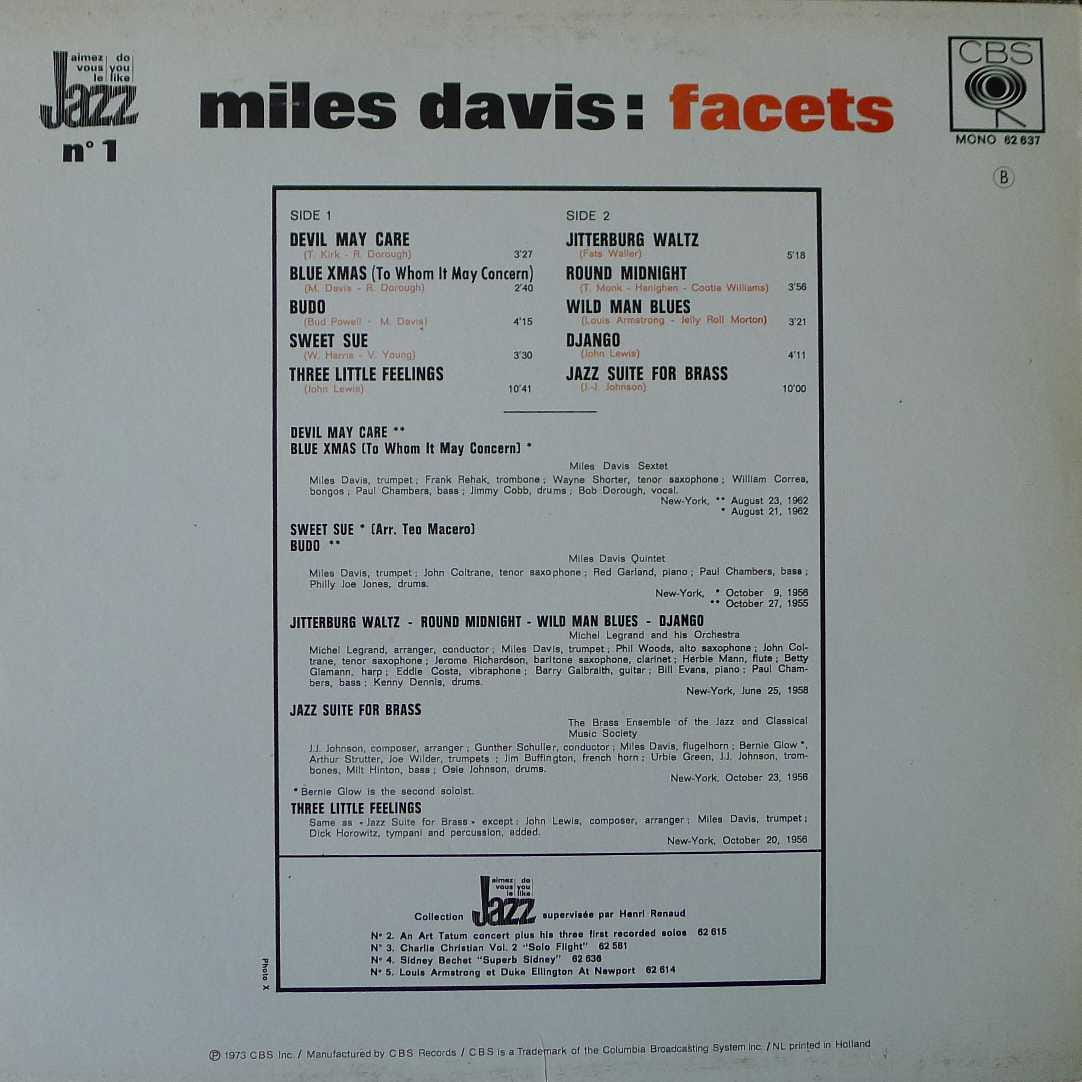 aimez do
vous you
le like
Jazz
n° 1
miles davis: facets
CBS
MONO 62 637
B
SIDE 1
DEVIL MAY CARE
(T. Kirk - R. Dorough) 3'27
BLUE XMAS (To Whom It May Concern)
(M. Davis - R. Dorough) 2'40
BUDO
(Bud Powell - M. Davis) 4'15
SWEET SUE
(W. Harris - V. Young) 3'30
THREE LITTLE FEELINGS
(John Lewis) 10'41
SIDE 2
JITTERBURG WALTZ
(Fats Waller) 5'18
ROUND MIDNIGHT
(T. Monk - Hanighen - Cootie Williams) 3'56
WILD MAN BLUES
(Louis Armstrong - Jelly Roll Morton) 3'21
DJANGO
(John Lewis) 4'11
JAZZ SUITE FOR BRASS
(J.-J. Johnson) 10'00
DEVIL MAY CARE **
BLUE XMAS (To Whom It May Concern) *
Miles Davis Sextet
Miles Davis, trumpet ; Frank Rehak, trombone ; Wayne Shorter, tenor saxophone ; William Correa,
bongos ; Paul Chambers, bass ; Jimmy Cobb, drums ; Bob Dorough, vocal.
New-York, ** August 23, 1962
* August 21, 1962
SWEET SUE * (Arr. Teo Macero)
BUDO **
Miles Davis Quintet
Miles Davis, trumpet ; John Coltrane, tenor saxophone ; Red Garland, piano ; Paul Chambers, bass ;
Philly Joe Jones, drums.
New-York, * October 9, 1956
** October 27, 1955
JITTERBURG WALTZ - ROUND MIDNIGHT - WILD MAN BLUES - DJANGO
Michel Legrand and his Orchestra
Michel Legrand, arranger, conductor ; Miles Davis, trumpet ; Phil Woods, alto saxophone ; John Col-
trane, tenor saxophone ; Jerome Richardson, baritone saxophone, clarinet ; Herbie Mann, flute ; Betty
Glamann, harp ; Eddie Costa, vibraphone ; Barry Galbraith, guitar ; Bill Evans, piano ; Paul Cham-
bers, bass ; Kenny Dennis, drums.
New-York, June 25, 1958
JAZZ SUITE FOR BRASS
The Brass Ensemble of the Jazz and Classical
Music Society
J.J. Johnson, composer, arranger ; Gunther Schuller, conductor ; Miles Davis, flugelhorn ; Bernie Glow *,
Arthur Strutter, Joe Wilder, trumpets ; Jim Buffington, french horn ; Urbie Green, J.J. Johnson, trom-
bones, Milt Hinton, bass ; Osie Johnson, drums.
New-York, October 23, 1956
* Bernie Glow is the second soloist.
THREE LITTLE FEELINGS
Same as « Jazz Suite for Brass » except : John Lewis, composer, arranger ; Miles Davis, trumpet ;
Dick Horowitz, tympani and percussion, added.
New-York, October 20, 1956
aimez do
vous you
le like
Collection Jazz supervisée par Henri Renaud
N° 2. An Art Tatum concert plus his three first recorded solos 62 615
N° 3. Charlie Christian Vol. 2 "Solo Flight" 62 581
N° 4. Sidney Bechet "Superb Sidney" 62 636
N° 5. Louis Armstrong et Duke Ellington At Newport 62 614
Photo X
℗ 1973 CBS Inc. / Manufactured by CBS Records / CBS is a Trademark of the Columbia Broadcasting System Inc. / NL printed in Holland